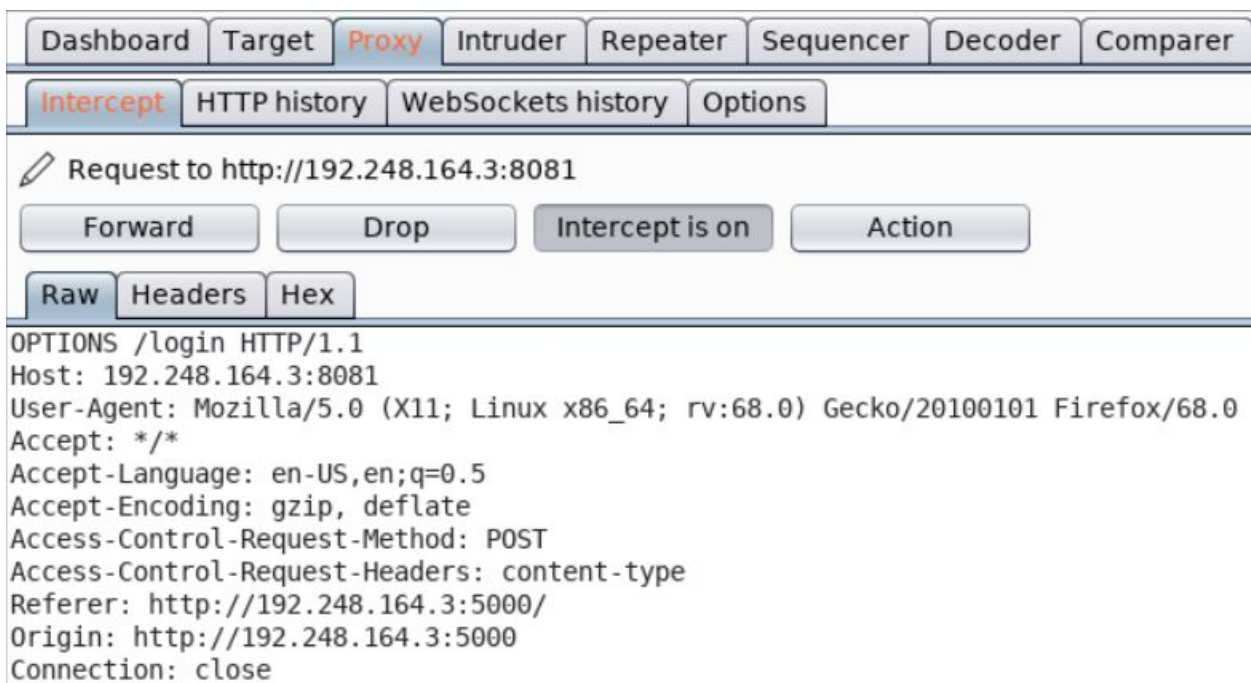 Dashboard Target Proxy Intruder Repeater Sequencer Decoder Comparer
Intercept HTTP history WebSockets history Options
Request to http://192.248.164.3:8081
Forward Drop Intercept is on Action
Raw Headers Hex
OPTIONS /login HTTP/1.1
Host: 192.248.164.3:8081
User-Agent: Mozilla/5.0 (X11; Linux x86_64; rv:68.0) Gecko/20100101 Firefox/68.0
Accept: */*
Accept-Language: en-US,en;q=0.5
Accept-Encoding: gzip, deflate
Access-Control-Request-Method: POST
Access-Control-Request-Headers: content-type
Referer: http://192.248.164.3:5000/
Origin: http://192.248.164.3:5000
Connection: close